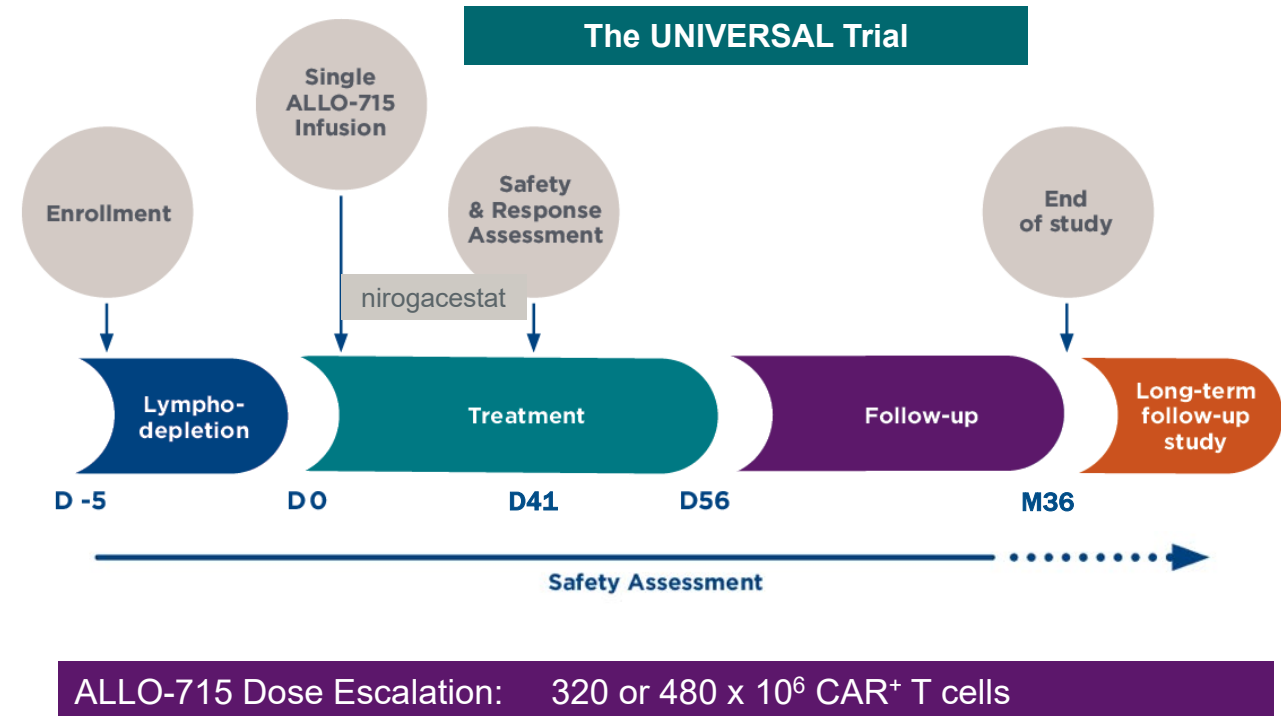 The UNIVERSAL Trial
Single
ALLO-715
Infusion
Enrollment
Safety
& Response
Assessment
End
of study
nirogacestat
Lympho-
depletion
Treatment
Follow-up
Long-term
follow-up
study
D -5
D 0
D41
D56
M36
Safety Assessment
ALLO-715 Dose Escalation: 320 or 480 x 10⁶ CAR⁺ T cells